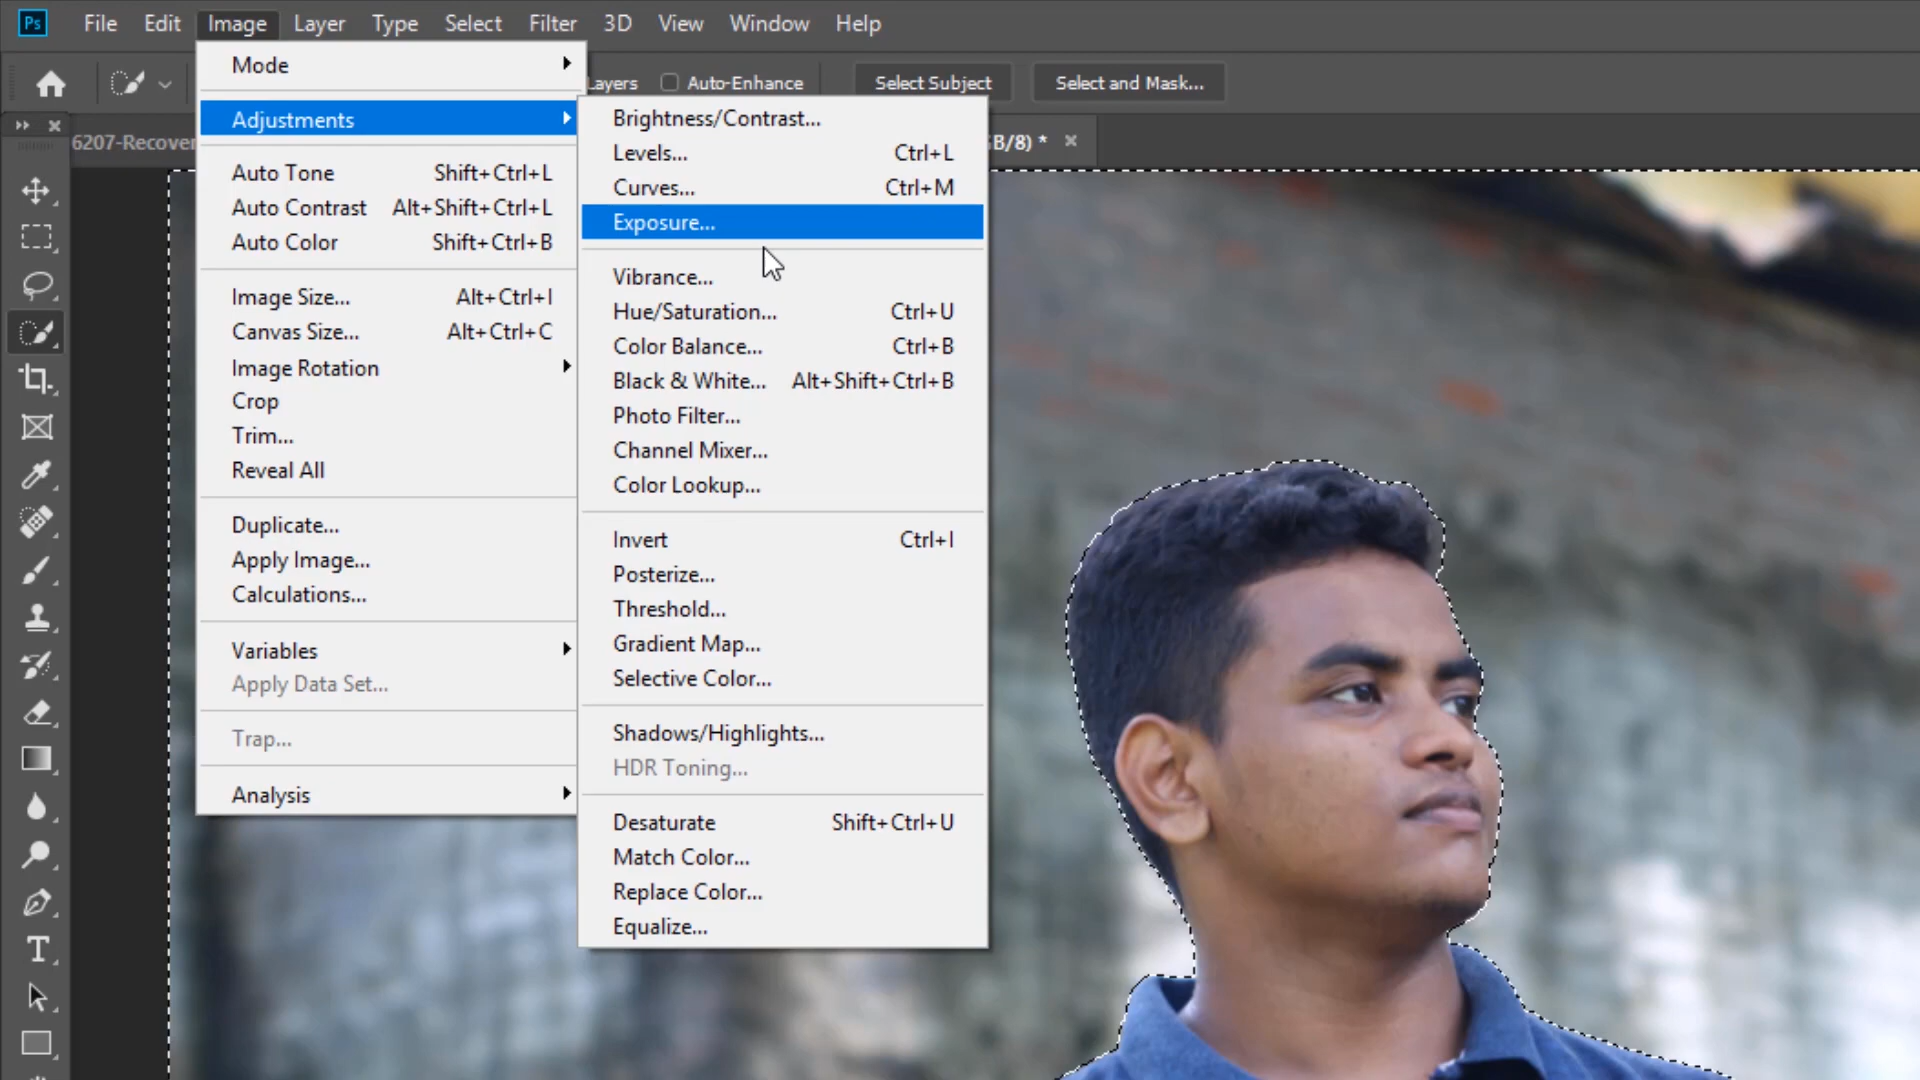 Ps File Edit Image Layer Type Select Filter 3D View Window Help
Layers Auto-Enhance Select Subject Select and Mask...
6207-Recover
B/8) *
Mode
Adjustments
Auto Tone Shift+Ctrl+L
Auto Contrast Alt+Shift+Ctrl+L
Auto Color Shift+Ctrl+B
Image Size... Alt+Ctrl+I
Canvas Size... Alt+Ctrl+C
Image Rotation
Crop
Trim...
Reveal All
Duplicate...
Apply Image...
Calculations...
Variables
Apply Data Set...
Trap...
Analysis
Brightness/Contrast...
Levels... Ctrl+L
Curves... Ctrl+M
Exposure...
Vibrance...
Hue/Saturation... Ctrl+U
Color Balance... Ctrl+B
Black & White... Alt+Shift+Ctrl+B
Photo Filter...
Channel Mixer...
Color Lookup...
Invert Ctrl+I
Posterize...
Threshold...
Gradient Map...
Selective Color...
Shadows/Highlights...
HDR Toning...
Desaturate Shift+Ctrl+U
Match Color...
Replace Color...
Equalize...